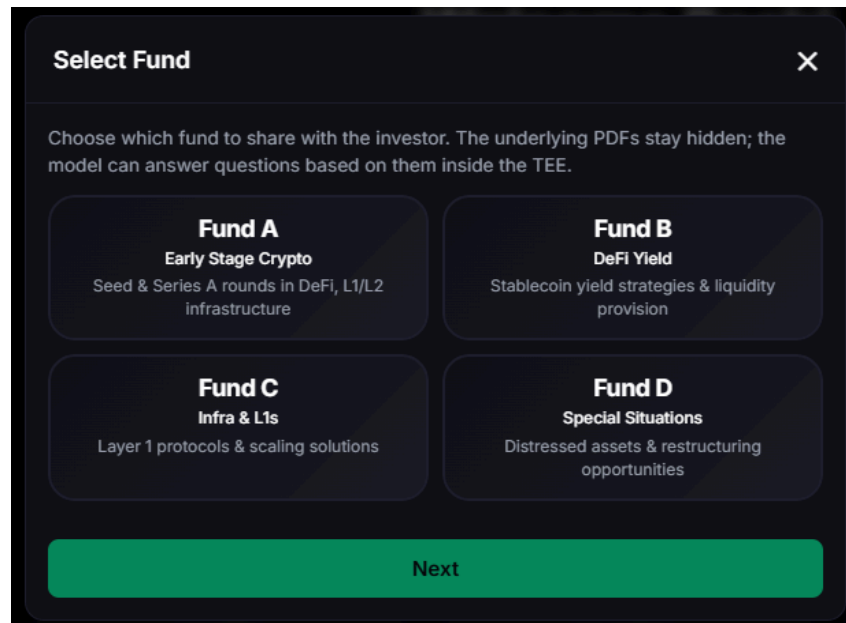 Select Fund
Choose which fund to share with the investor. The underlying PDFs stay hidden; the
model can answer questions based on them inside the TEE.
Fund A
Early Stage Crypto
Seed & Series A rounds in DeFi, L1/L2
infrastructure
Fund B
DeFi Yield
Stablecoin yield strategies & liquidity
provision
Fund C
Infra & L1s
Layer 1 protocols & scaling solutions
Fund D
Special Situations
Distressed assets & restructuring
opportunities
Next